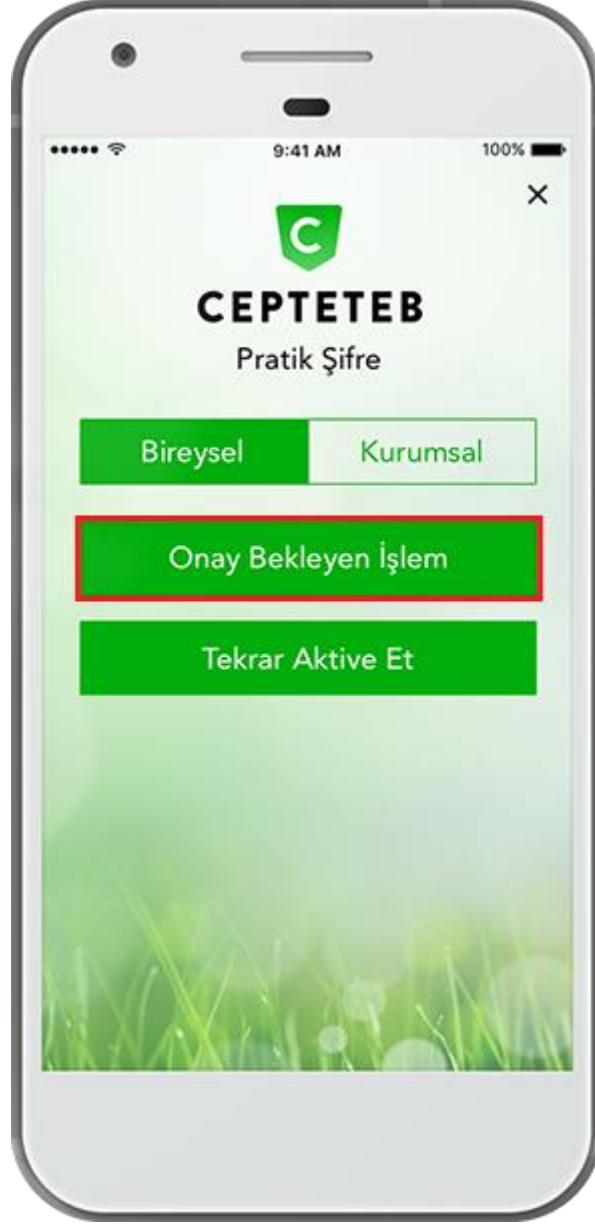 9:41 AM
100%
C
CEPTETEB
Pratik Şifre
Bireysel
Kurumsal
Onay Bekleyen İşlem
Tekrar Aktive Et